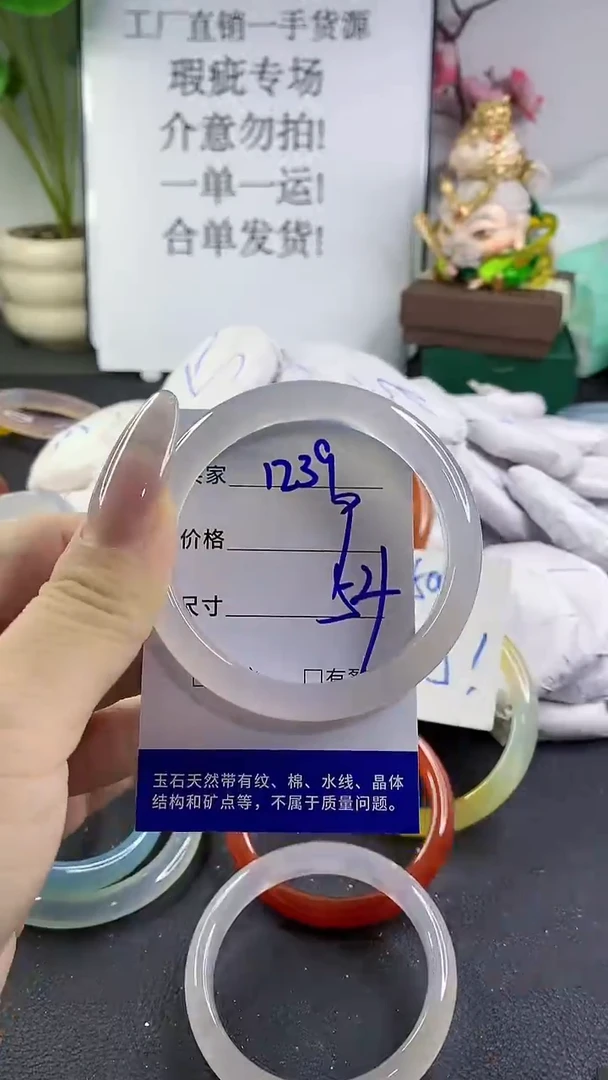 工厂直销一手货源
瑕疵专场
介意勿拍!
一单一运!
合单发货!
家 1239
价格
尺寸 54
玉石天然带有纹、棉、水线、晶体
结构和矿点等，不属于质量问题。